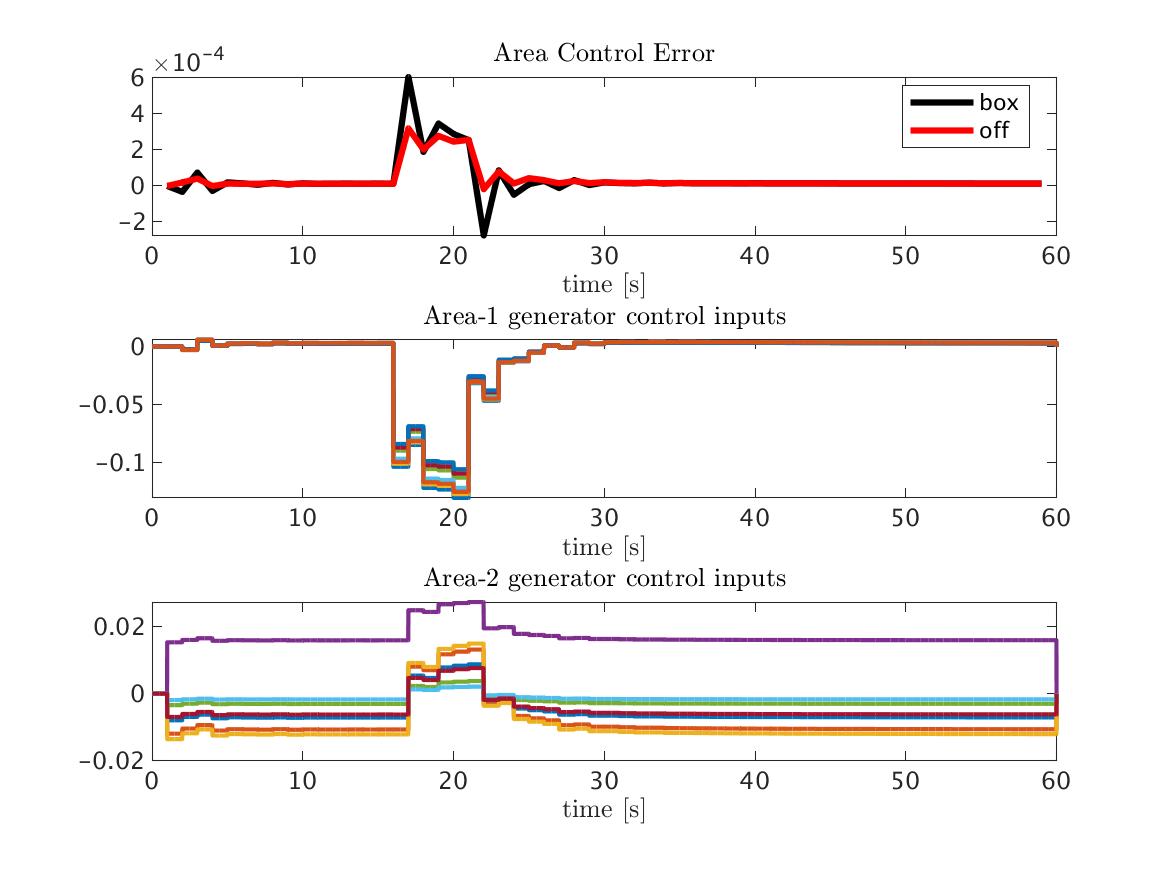 Area Control Error
×10⁻⁴
6
4
2
0
−2
box
off
0 10 20 30 40 50 60
time [s]
Area-1 generator control inputs
0
−0.05
−0.1
0 10 20 30 40 50 60
time [s]
Area-2 generator control inputs
0.02
0
−0.02
0 10 20 30 40 50 60
time [s]